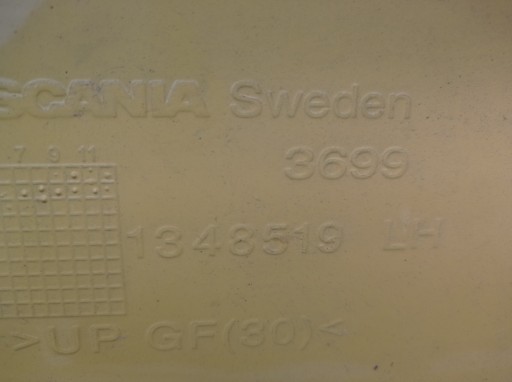 SCANIA Sweden
7 9 11
3699
1348519 LH
>UP GF(30)<